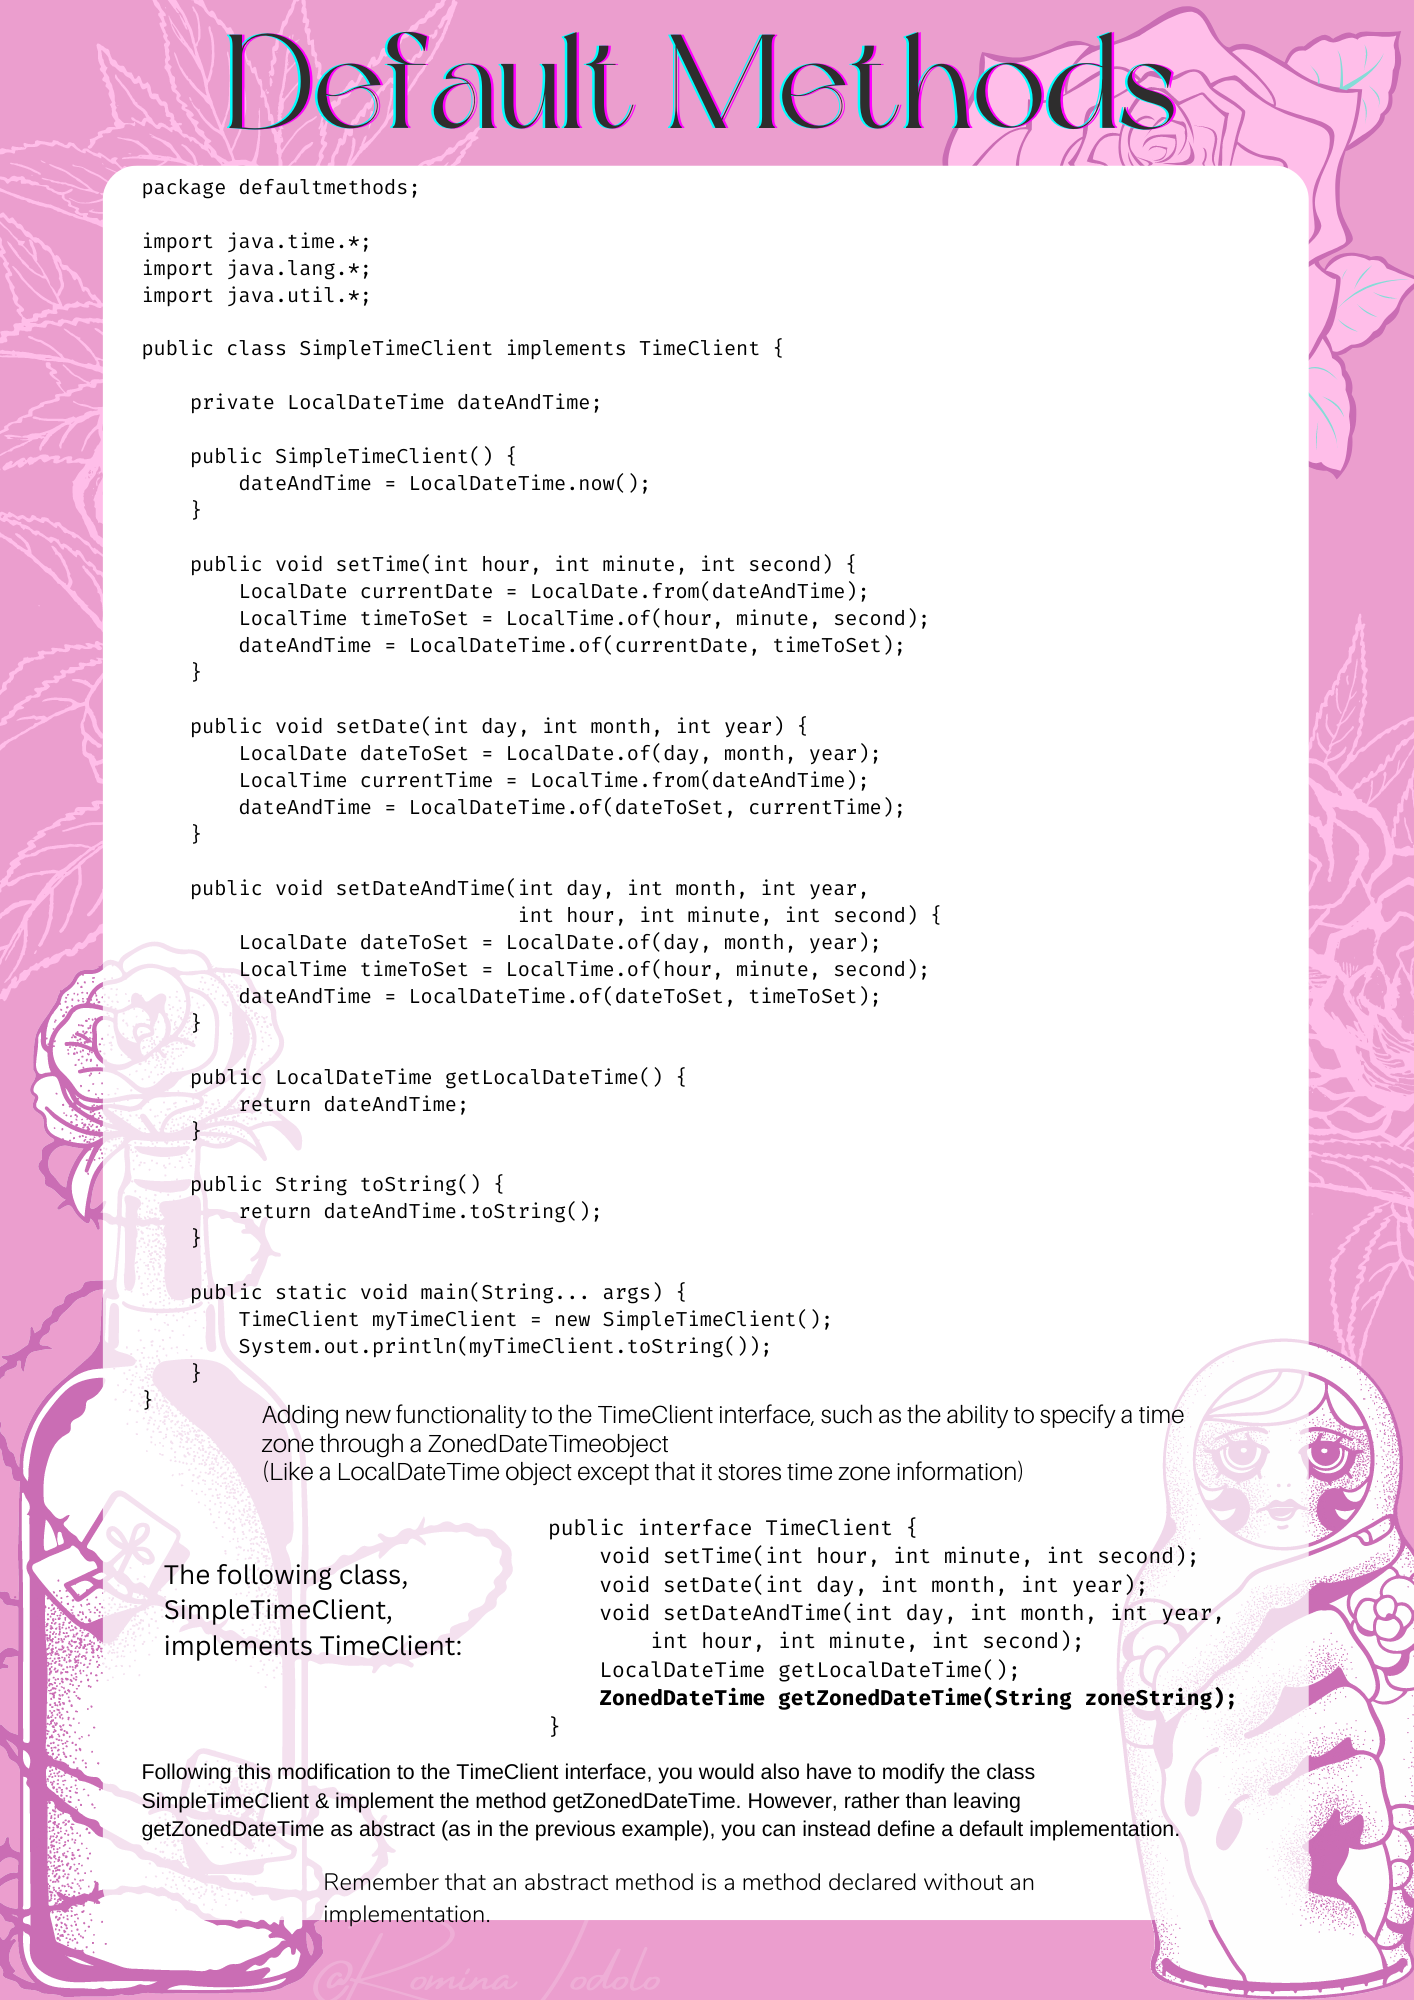 Default Methods
package defaultmethods;
import java.time.*;
import java.lang.*;
import java.util.*;
public class SimpleTimeClient implements TimeClient {
    private LocalDateTime dateAndTime;
    public SimpleTimeClient() {
        dateAndTime = LocalDateTime.now();
    }
    public void setTime(int hour, int minute, int second) {
        LocalDate currentDate = LocalDate.from(dateAndTime);
        LocalTime timeToSet = LocalTime.of(hour, minute, second);
        dateAndTime = LocalDateTime.of(currentDate, timeToSet);
    }
    public void setDate(int day, int month, int year) {
        LocalDate dateToSet = LocalDate.of(day, month, year);
        LocalTime currentTime = LocalTime.from(dateAndTime);
        dateAndTime = LocalDateTime.of(dateToSet, currentTime);
    }
    public void setDateAndTime(int day, int month, int year,
                               int hour, int minute, int second) {
        LocalDate dateToSet = LocalDate.of(day, month, year);
        LocalTime timeToSet = LocalTime.of(hour, minute, second);
        dateAndTime = LocalDateTime.of(dateToSet, timeToSet);
    }
    public LocalDateTime getLocalDateTime() {
        return dateAndTime;
    }
    public String toString() {
        return dateAndTime.toString();
    }
    public static void main(String... args) {
        TimeClient myTimeClient = new SimpleTimeClient();
        System.out.println(myTimeClient.toString());
    }
}
Adding new functionality to the TimeClient interface, such as the ability to specify a time
zone through a ZonedDateTimeobject
(Like a LocalDateTime object except that it stores time zone information)
The following class,
SimpleTimeClient,
implements TimeClient:
public interface TimeClient {
    void setTime(int hour, int minute, int second);
    void setDate(int day, int month, int year);
    void setDateAndTime(int day, int month, int year,
        int hour, int minute, int second);
    LocalDateTime getLocalDateTime();
    ZonedDateTime getZonedDateTime(String zoneString);
}
Following this modification to the TimeClient interface, you would also have to modify the class
SimpleTimeClient & implement the method getZonedDateTime. However, rather than leaving
getZonedDateTime as abstract (as in the previous example), you can instead define a default implementation.
Remember that an abstract method is a method declared without an
implementation.
@Romina Iodolo